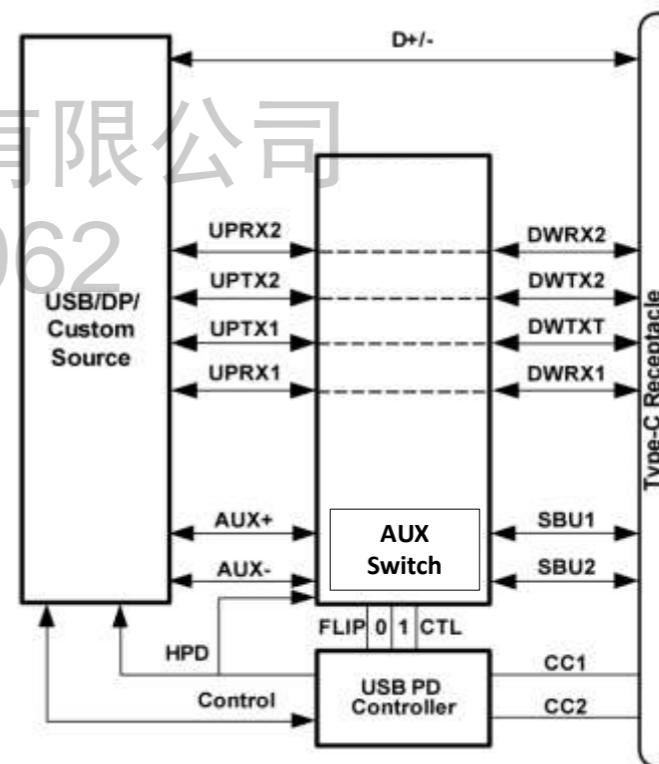 D+/-
有限公司
962
UPRX2
DWRX2
UPTX2
DWTX2
USB/DP/
Custom
Source
UPTX1
DWTXT
UPRX1
DWRX1
Type-C Receptacle
AUX+
AUX
Switch
SBU1
AUX-
SBU2
FLIP 0 1 CTL
HPD
USB PD
Controller
CC1
Control
CC2